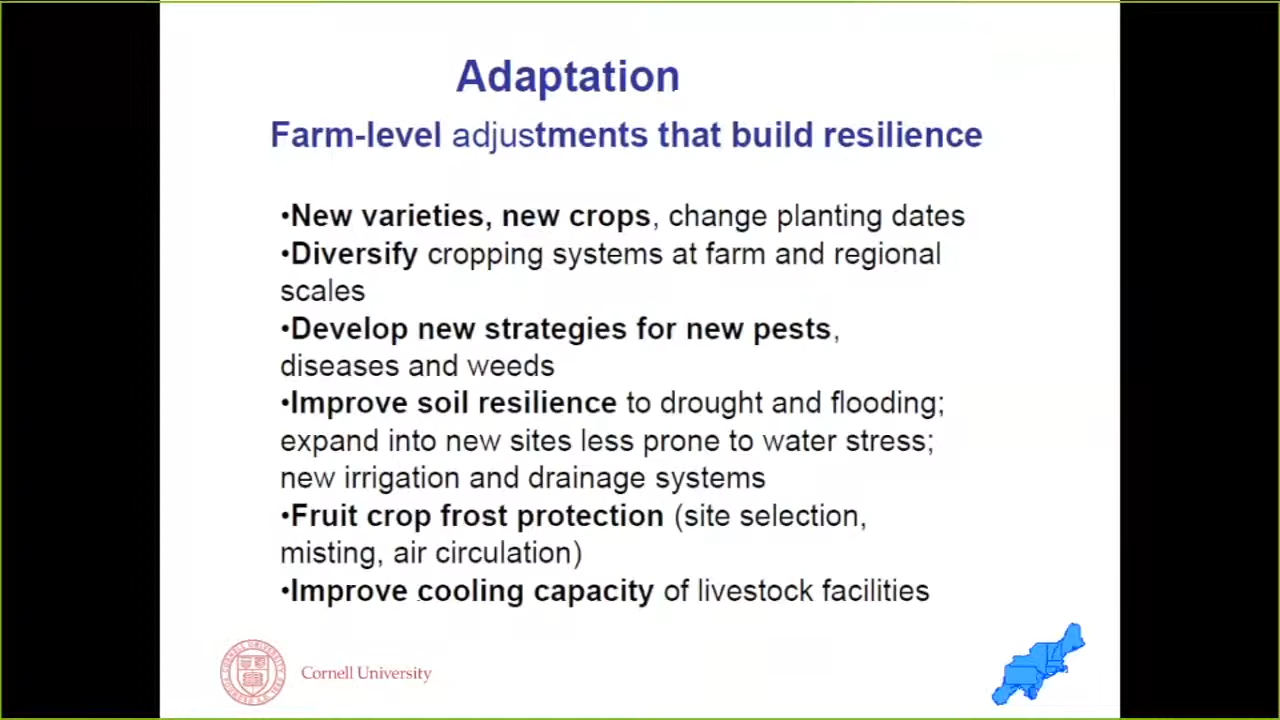 Adaptation
Farm-level adjustments that build resilience
•New varieties, new crops, change planting dates
•Diversify cropping systems at farm and regional
scales
•Develop new strategies for new pests,
diseases and weeds
•Improve soil resilience to drought and flooding;
expand into new sites less prone to water stress;
new irrigation and drainage systems
•Fruit crop frost protection (site selection,
misting, air circulation)
•Improve cooling capacity of livestock facilities
Cornell University